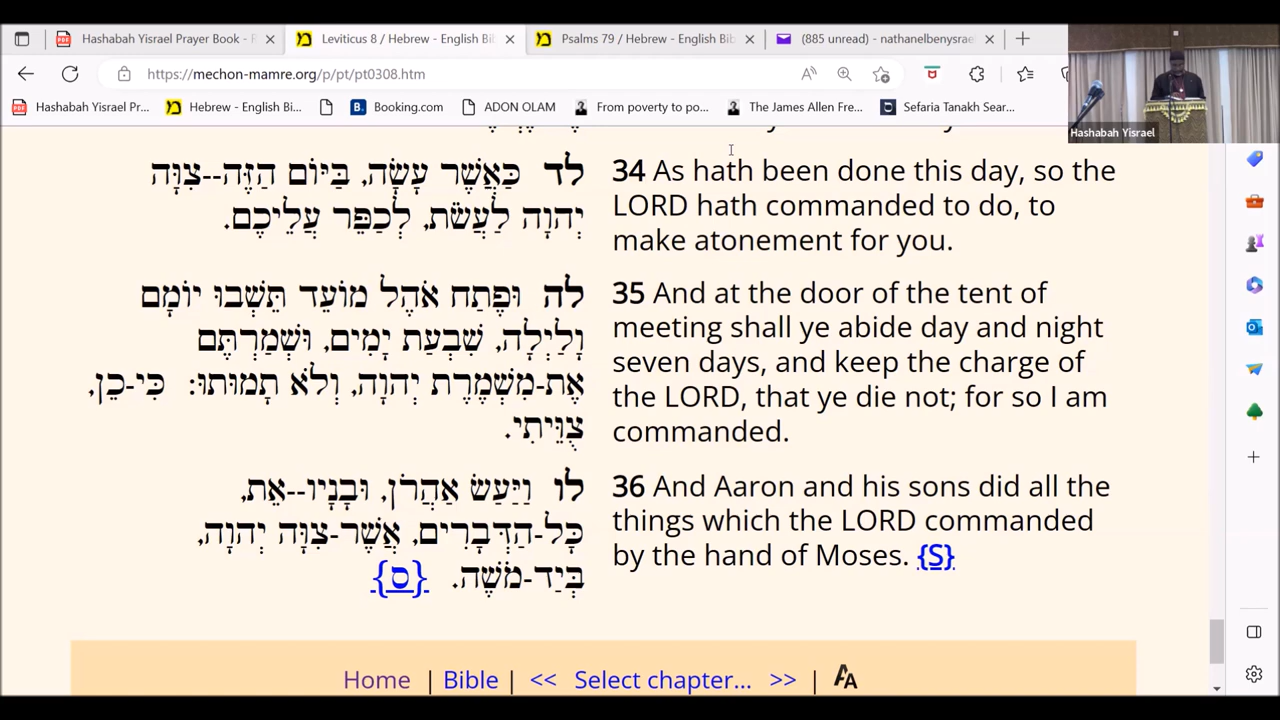 Hashabah Yisrael Prayer Book - R
Leviticus 8 / Hebrew - English Bi
Psalms 79 / Hebrew - English Bib
(885 unread) - nathanelbenysrae
https://mechon-mamre.org/p/pt/pt0308.htm
Hashabah Yisrael Pr...
Hebrew - English Bi...
Booking.com
ADON OLAM
From poverty to po...
The James Allen Fre...
Sefaria Tanakh Sear...
Hashabah Yisrael
לד כַּאֲשֶׁר עָשָׂה, בַּיּוֹם הַזֶּה--צִוָּה
יְהוָה לַעֲשֹׂת, לְכַפֵּר עֲלֵיכֶם.
34 As hath been done this day, so the
LORD hath commanded to do, to
make atonement for you.
לה וּפֶתַח אֹהֶל מוֹעֵד תֵּשְׁבוּ יוֹמָם
וָלַיְלָה, שִׁבְעַת יָמִים, וּשְׁמַרְתֶּם
אֶת-מִשְׁמֶרֶת יְהוָה, וְלֹא תָמוּתוּ: כִּי-כֵן,
צֻוֵּיתִי.
35 And at the door of the tent of
meeting shall ye abide day and night
seven days, and keep the charge of
the LORD, that ye die not; for so I am
commanded.
לו וַיַּעַשׂ אַהֲרֹן, וּבָנָיו--אֵת,
כָּל-הַדְּבָרִים, אֲשֶׁר-צִוָּה יְהוָה,
בְּיַד-מֹשֶׁה. {ס}
36 And Aaron and his sons did all the
things which the LORD commanded
by the hand of Moses. {S}
Home | Bible | << Select chapter... >> | AA